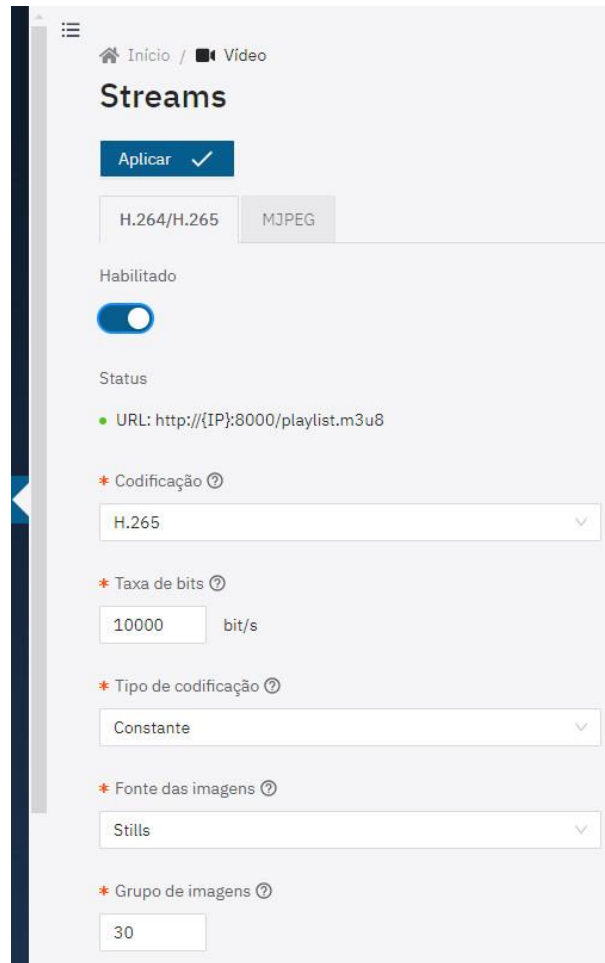 Início / Vídeo
Streams
Aplicar
H.264/H.265 MJPEG
Habilitado
Status
URL: http://{IP}:8000/playlist.m3u8
* Codificação
H.265
* Taxa de bits
10000 bit/s
* Tipo de codificação
Constante
* Fonte das imagens
Stills
* Grupo de imagens
30